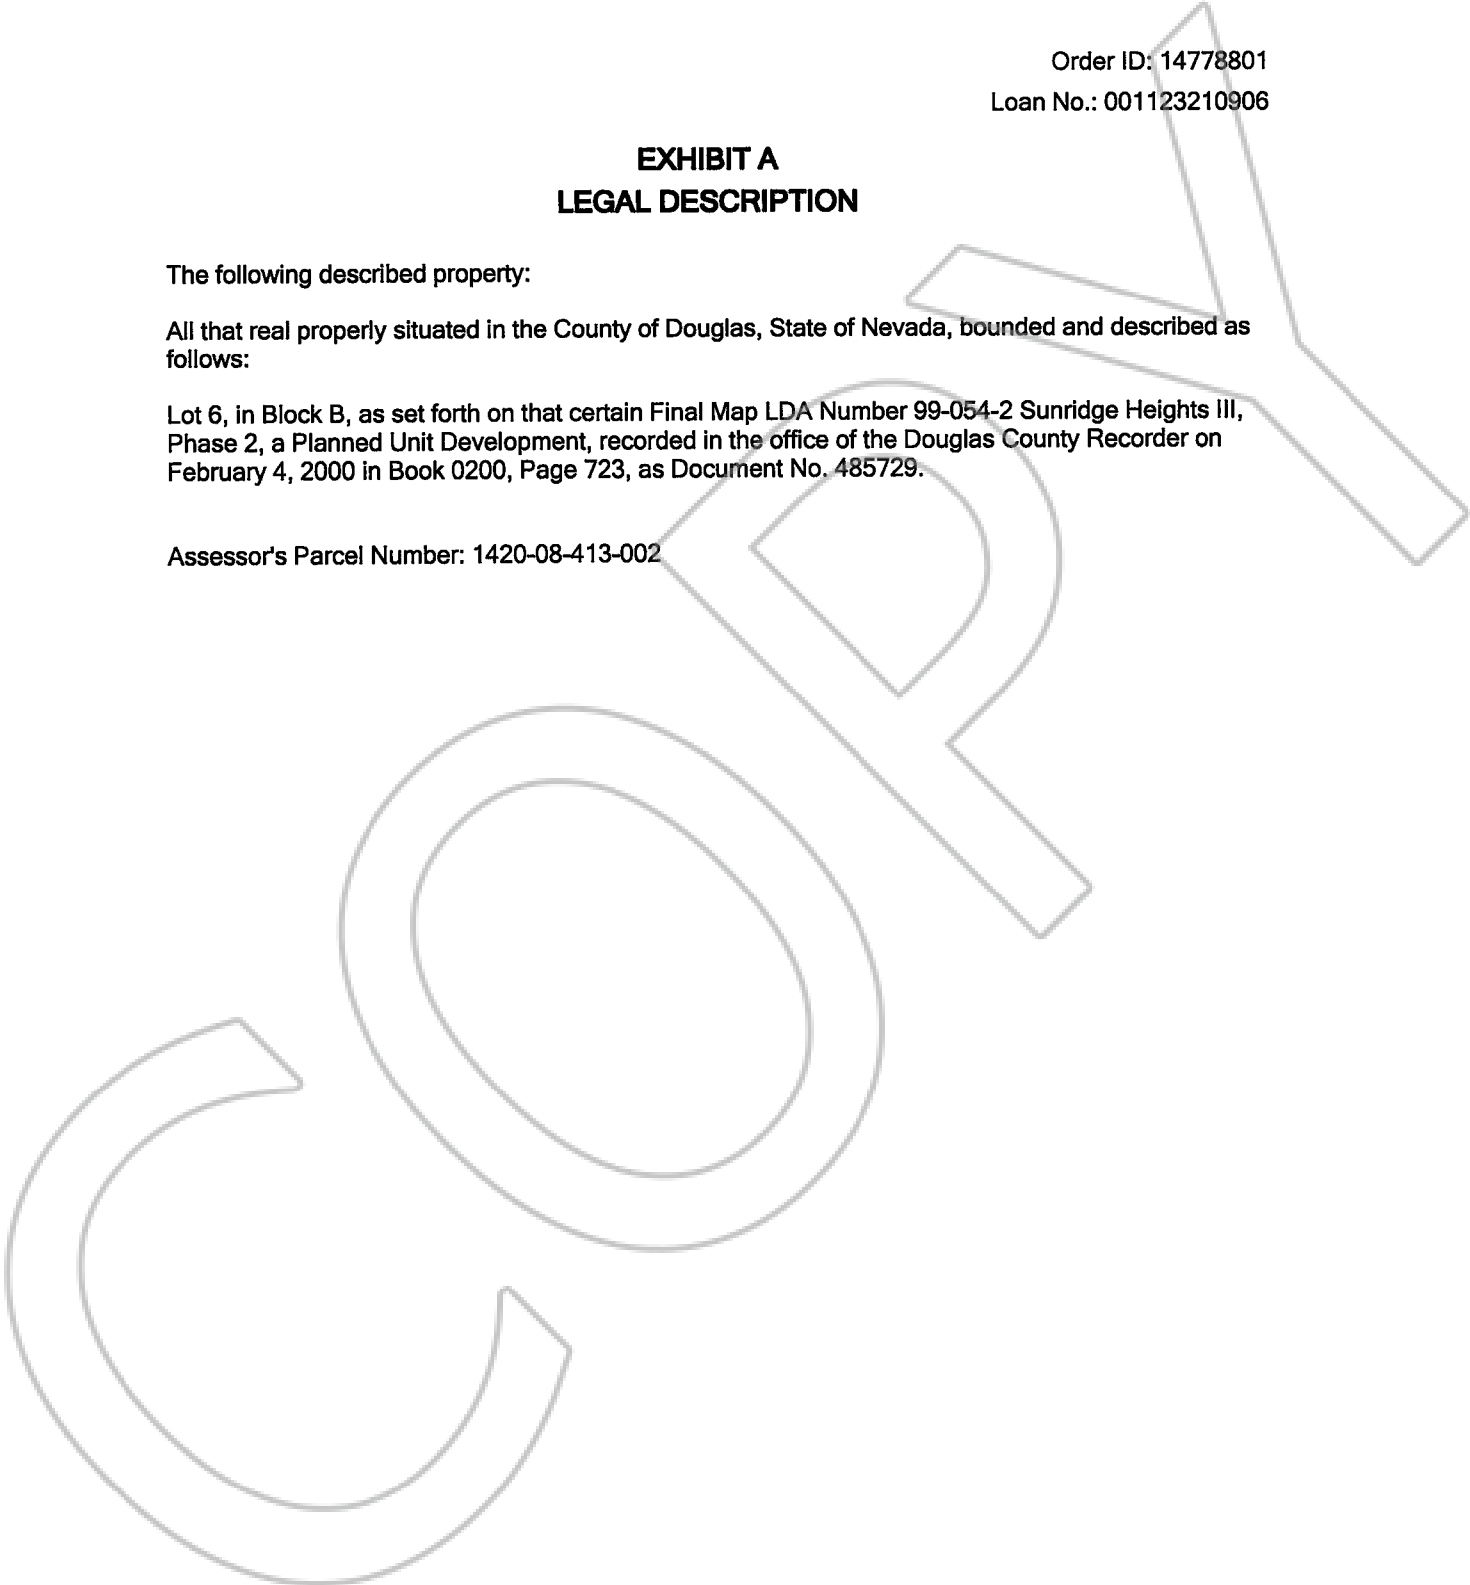 Order ID: 14778801
Loan No.: 001123210906
EXHIBIT A
LEGAL DESCRIPTION
The following described property:
All that real properly situated in the County of Douglas, State of Nevada, bounded and described as
follows:
Lot 6, in Block B, as set forth on that certain Final Map LDA Number 99-054-2 Sunridge Heights III,
Phase 2, a Planned Unit Development, recorded in the office of the Douglas County Recorder on
February 4, 2000 in Book 0200, Page 723, as Document No. 485729.
Assessor's Parcel Number: 1420-08-413-002
COPY